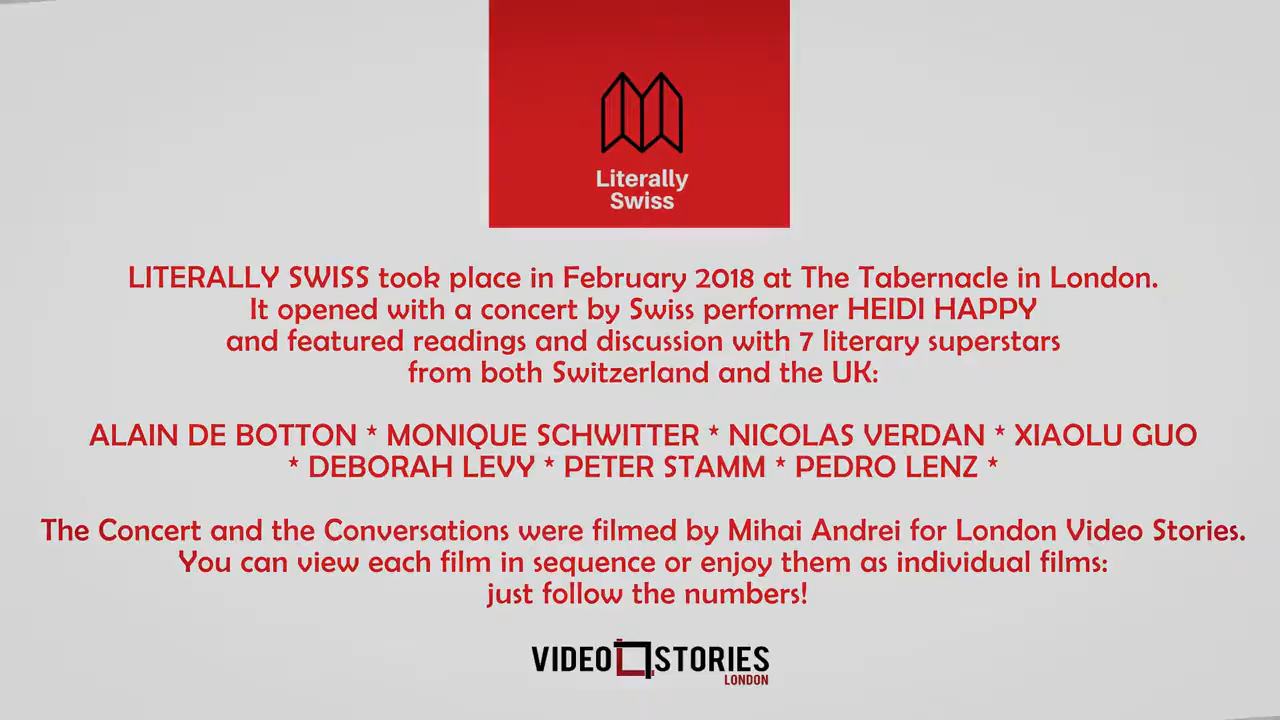 Literally
Swiss
LITERALLY SWISS took place in February 2018 at The Tabernacle in London.
It opened with a concert by Swiss performer HEIDI HAPPY
and featured readings and discussion with 7 literary superstars
from both Switzerland and the UK:
ALAIN DE BOTTON * MONIQUE SCHWITTER * NICOLAS VERDAN * XIAOLU GUO
* DEBORAH LEVY * PETER STAMM * PEDRO LENZ *
The Concert and the Conversations were filmed by Mihai Andrei for London Video Stories.
You can view each film in sequence or enjoy them as individual films:
just follow the numbers!
VIDEO STORIES
LONDON